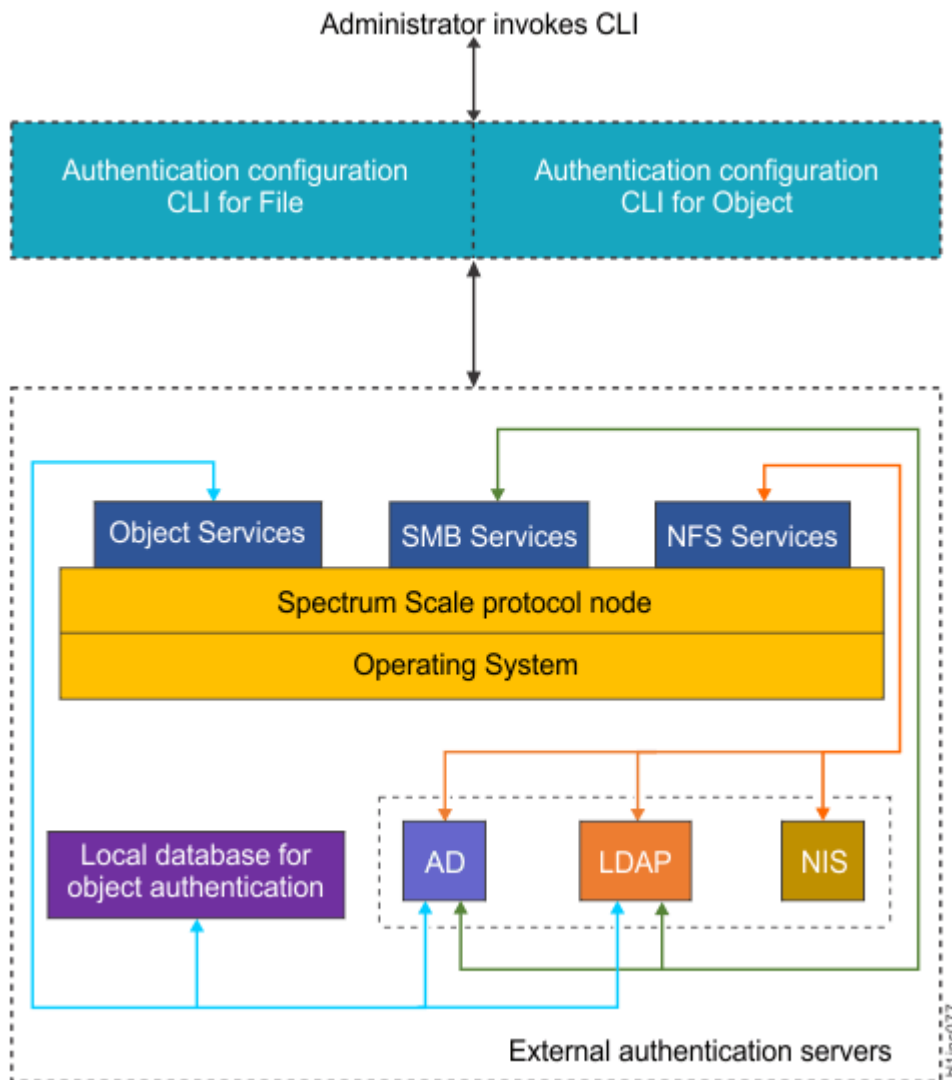 Administrator invokes CLI
Authentication configuration
CLI for File
Authentication configuration
CLI for Object
Object Services
SMB Services
NFS Services
Spectrum Scale protocol node
Operating System
Local database for
object authentication
AD
LDAP
NIS
External authentication servers